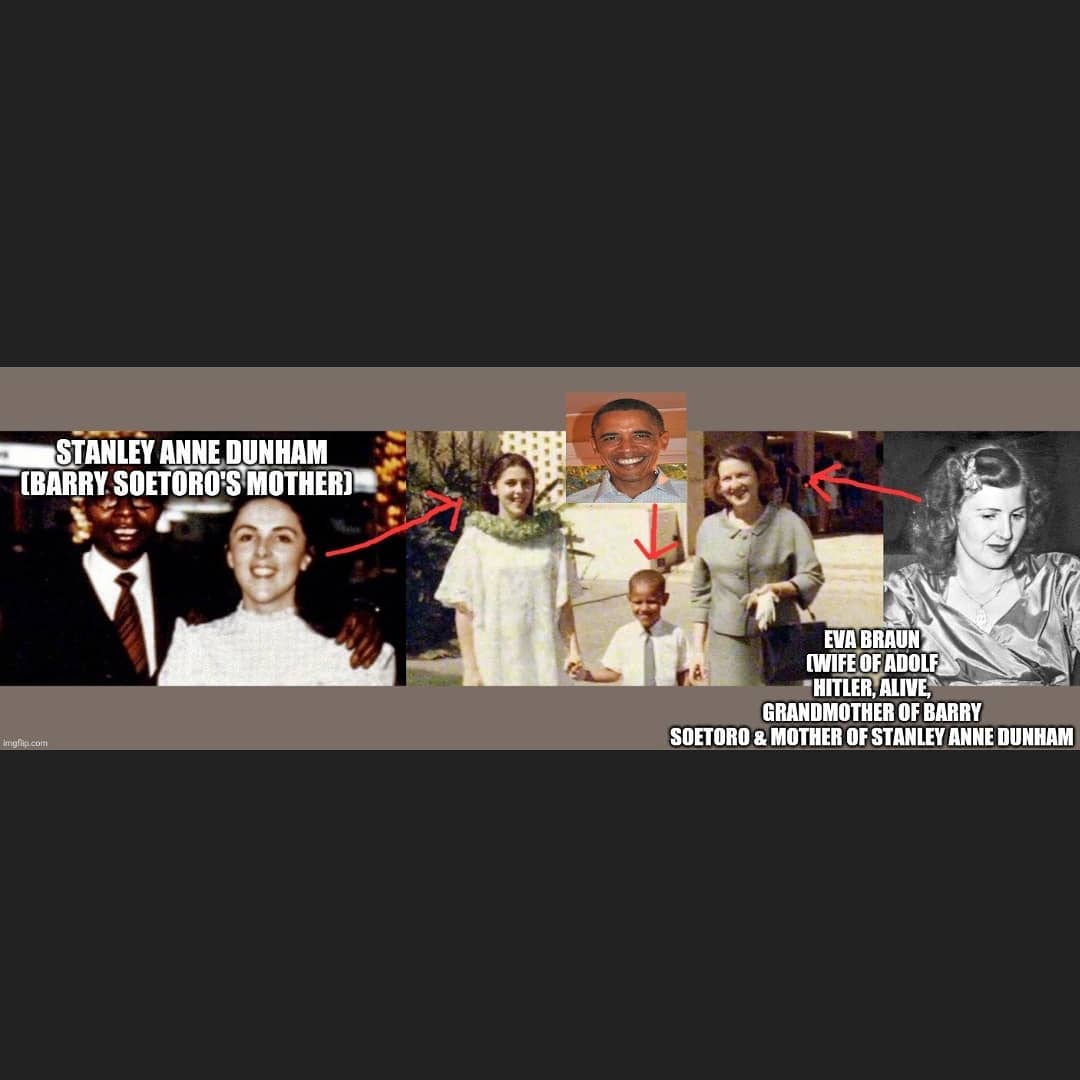 STANLEY ANNE DUNHAM
(BARRY SOETORO'S MOTHER)
EVA BRAUN
(WIFE OF ADOLF
HITLER, ALIVE,
GRANDMOTHER OF BARRY
SOETORO & MOTHER OF STANLEY ANNE DUNHAM
imgflip.com